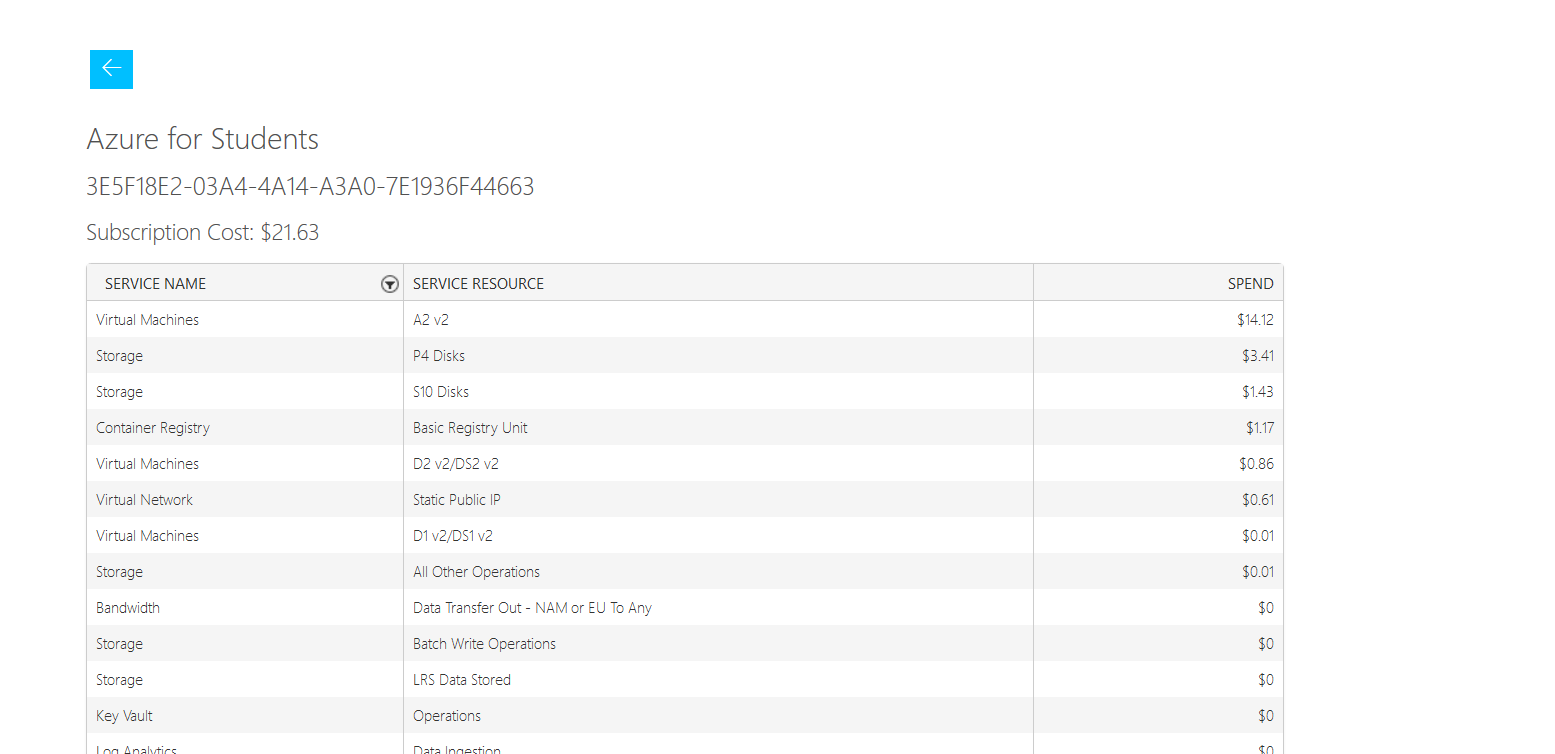 Azure for Students
3E5F18E2-03A4-4A14-A3A0-7E1936F44663
Subscription Cost: $21.63
SERVICE NAME SERVICE RESOURCE SPEND
Virtual Machines A2 v2 $14.12
Storage P4 Disks $3.41
Storage S10 Disks $1.43
Container Registry Basic Registry Unit $1.17
Virtual Machines D2 v2/DS2 v2 $0.86
Virtual Network Static Public IP $0.61
Virtual Machines D1 v2/DS1 v2 $0.01
Storage All Other Operations $0.01
Bandwidth Data Transfer Out - NAM or EU To Any $0
Storage Batch Write Operations $0
Storage LRS Data Stored $0
Key Vault Operations $0
Log Analytics Data Ingestion $0